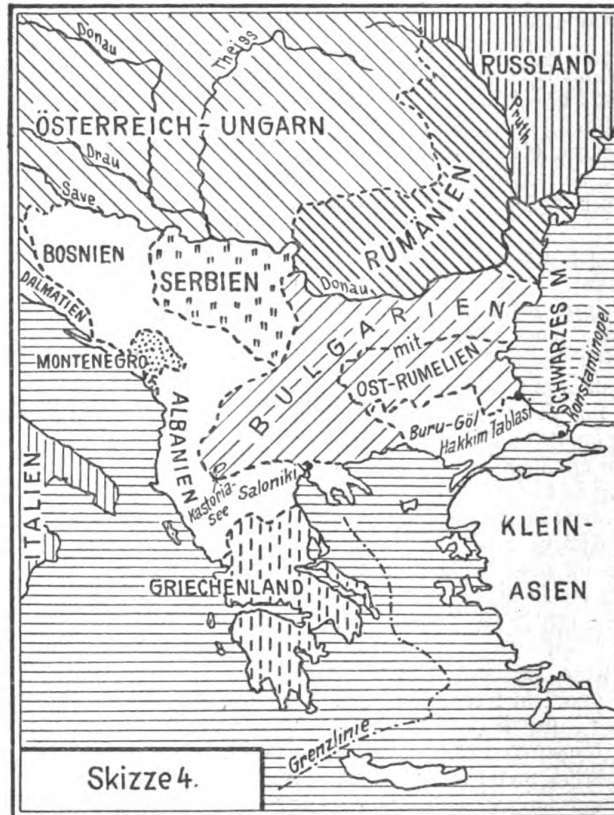 Donau
Theiss
RUSSLAND
Pruth
ÖSTERREICH-UNGARN
Drau
Save
BOSNIEN
SERBIEN
RUMÄNIEN
Donau
DALMATIEN
BULGARIEN
mit
OST-RUMELIEN
SCHWARZES M.
Konstantinopel
MONTENEGRO
ALBANIEN
Buru-Göl
Hakkim Tablasi
ITALIEN
Kastoria-
see
Saloniki
KLEIN-
ASIEN
GRIECHENLAND
Grenzlinie
Skizze 4.